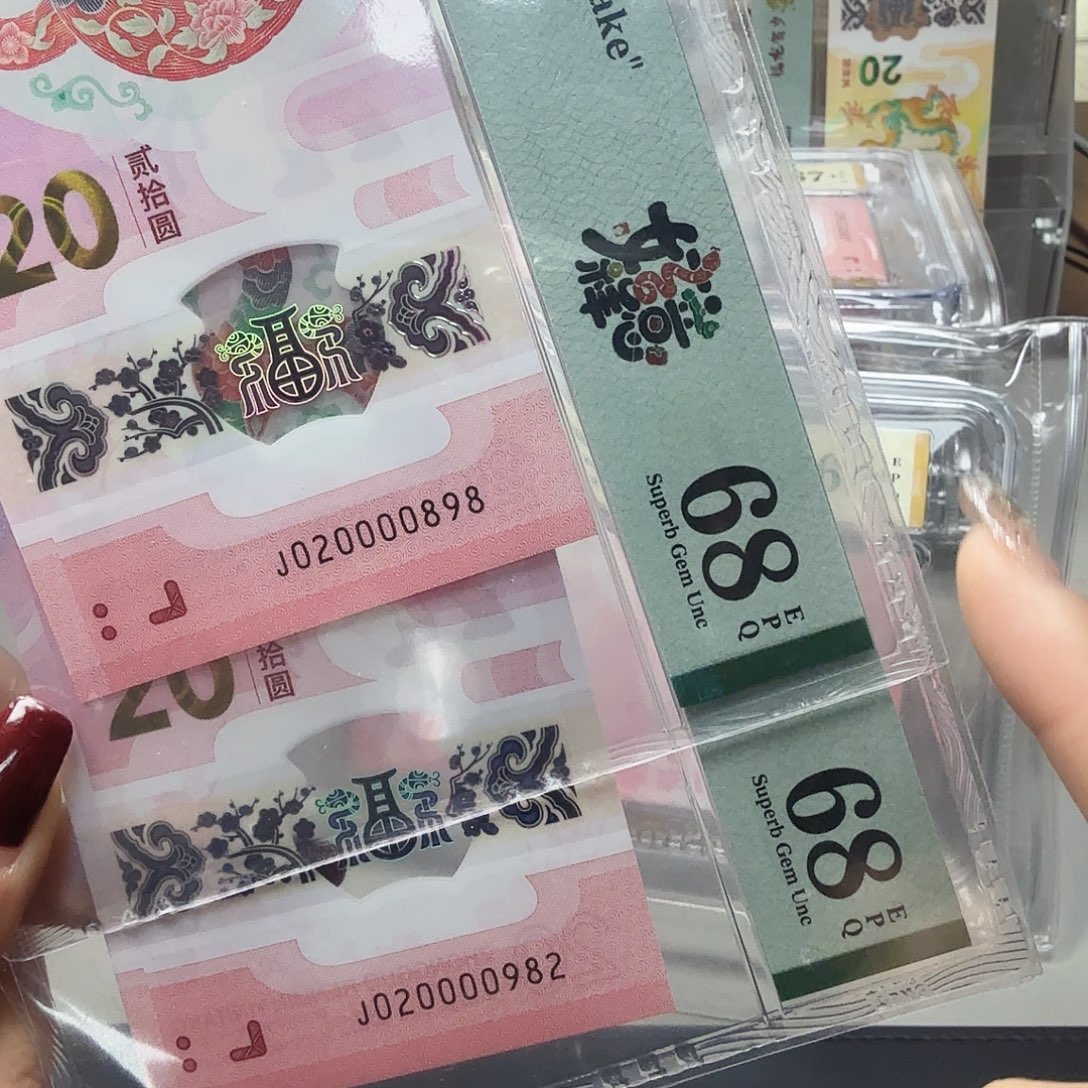 20
贰拾圆
J020000898
20
拾圆
J020000982
ake"
68
EPQ
Superb Gem Unc
68
EPQ
Superb Gem Unc
20